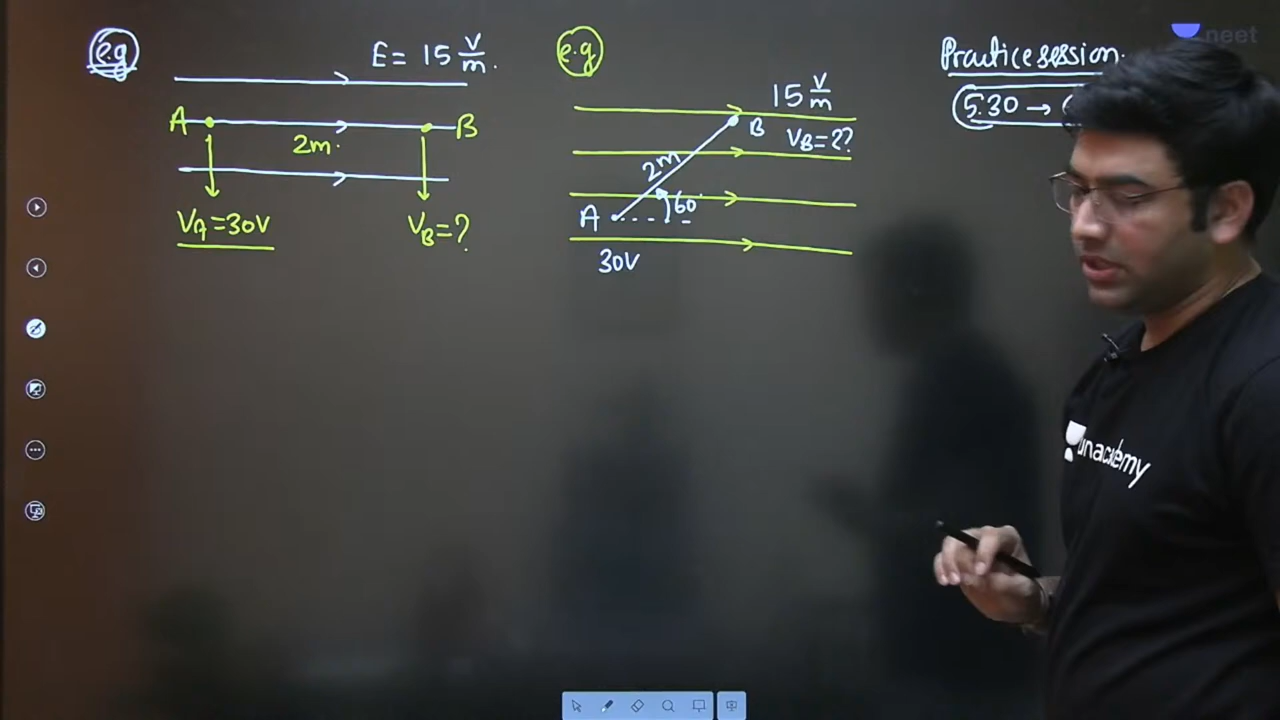 e.g
E = 15 V/m.
A
B
2m.
VA=30V
VB=?
e.g
15 V/m
B
VB=??
2m
60
A
30V
Practice session.
5.30 →
neet
unacademy